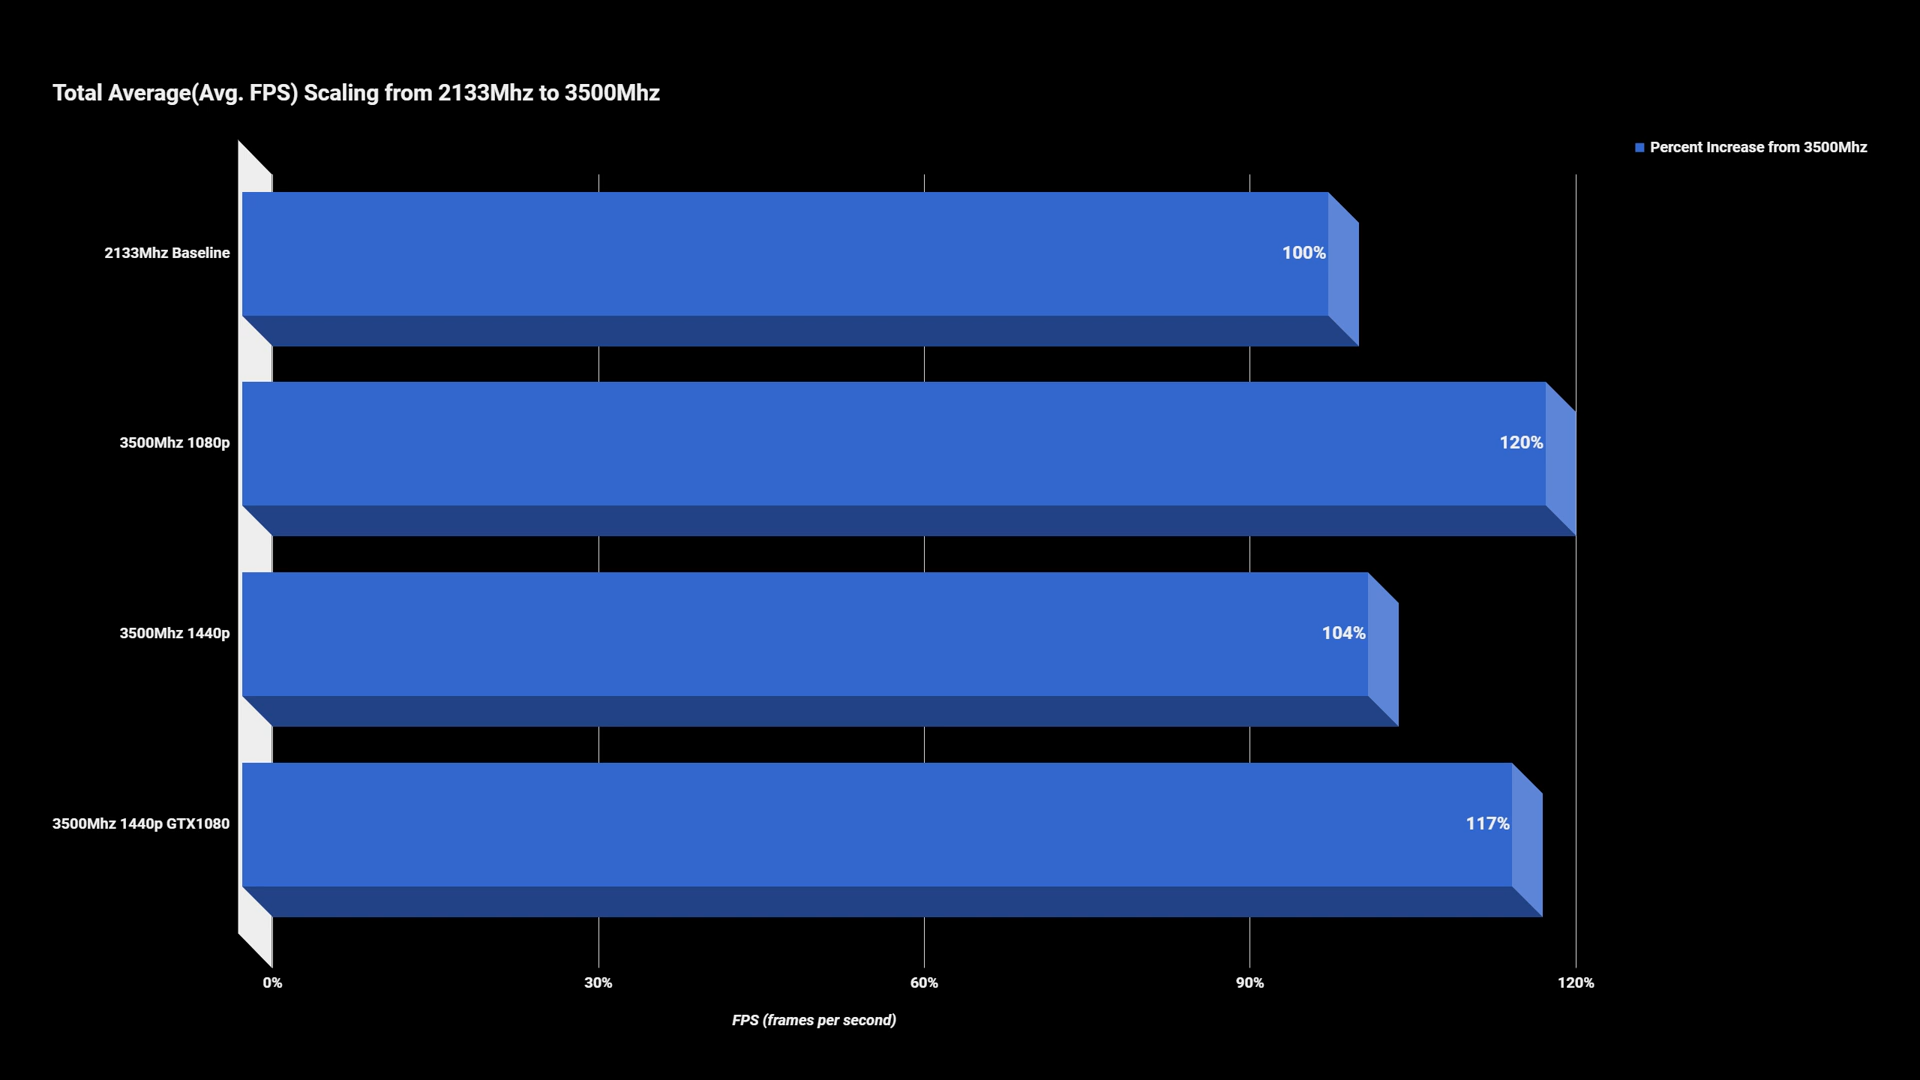 Total Average(Avg. FPS) Scaling from 2133Mhz to 3500Mhz
Percent Increase from 3500Mhz
2133Mhz Baseline
100%
3500Mhz 1080p
120%
3500Mhz 1440p
104%
3500Mhz 1440p GTX1080
117%
0% 30% 60% 90% 120%
FPS (frames per second)